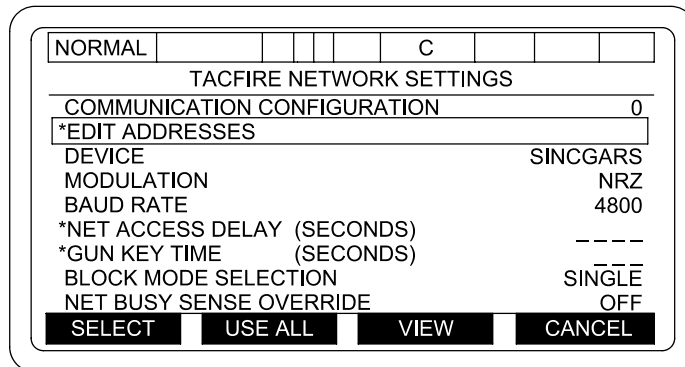 NORMAL C
TACFIRE NETWORK SETTINGS
COMMUNICATION CONFIGURATION 0
*EDIT ADDRESSES
DEVICE SINCGARS
MODULATION NRZ
BAUD RATE 4800
*NET ACCESS DELAY (SECONDS) _ _ _ _
*GUN KEY TIME (SECONDS) _ _ _
BLOCK MODE SELECTION SINGLE
NET BUSY SENSE OVERRIDE OFF
SELECT USE ALL VIEW CANCEL